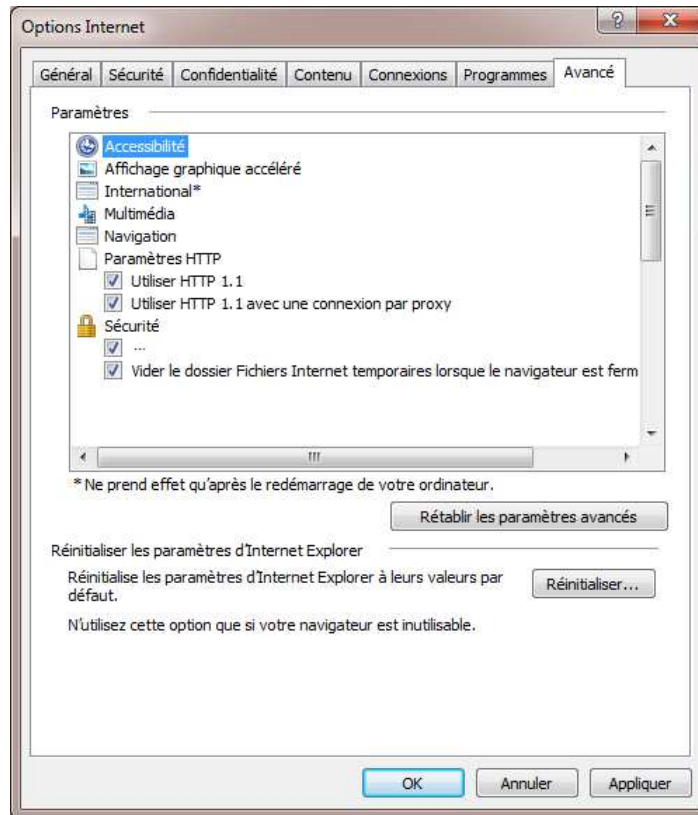 Options Internet
Général Sécurité Confidentialité Contenu Connexions Programmes Avancé
Paramètres
Accessibilité
Affichage graphique accéléré
International*
Multimédia
Navigation
Paramètres HTTP
Utiliser HTTP 1.1
Utiliser HTTP 1.1 avec une connexion par proxy
Sécurité
...
Vider le dossier Fichiers Internet temporaires lorsque le navigateur est ferm
* Ne prend effet qu'après le redémarrage de votre ordinateur.
Rétablir les paramètres avancés
Réinitialiser les paramètres d'Internet Explorer
Réinitialise les paramètres d'Internet Explorer à leurs valeurs par
défaut.
Réinitialiser...
N'utilisez cette option que si votre navigateur est inutilisable.
OK Annuler Appliquer